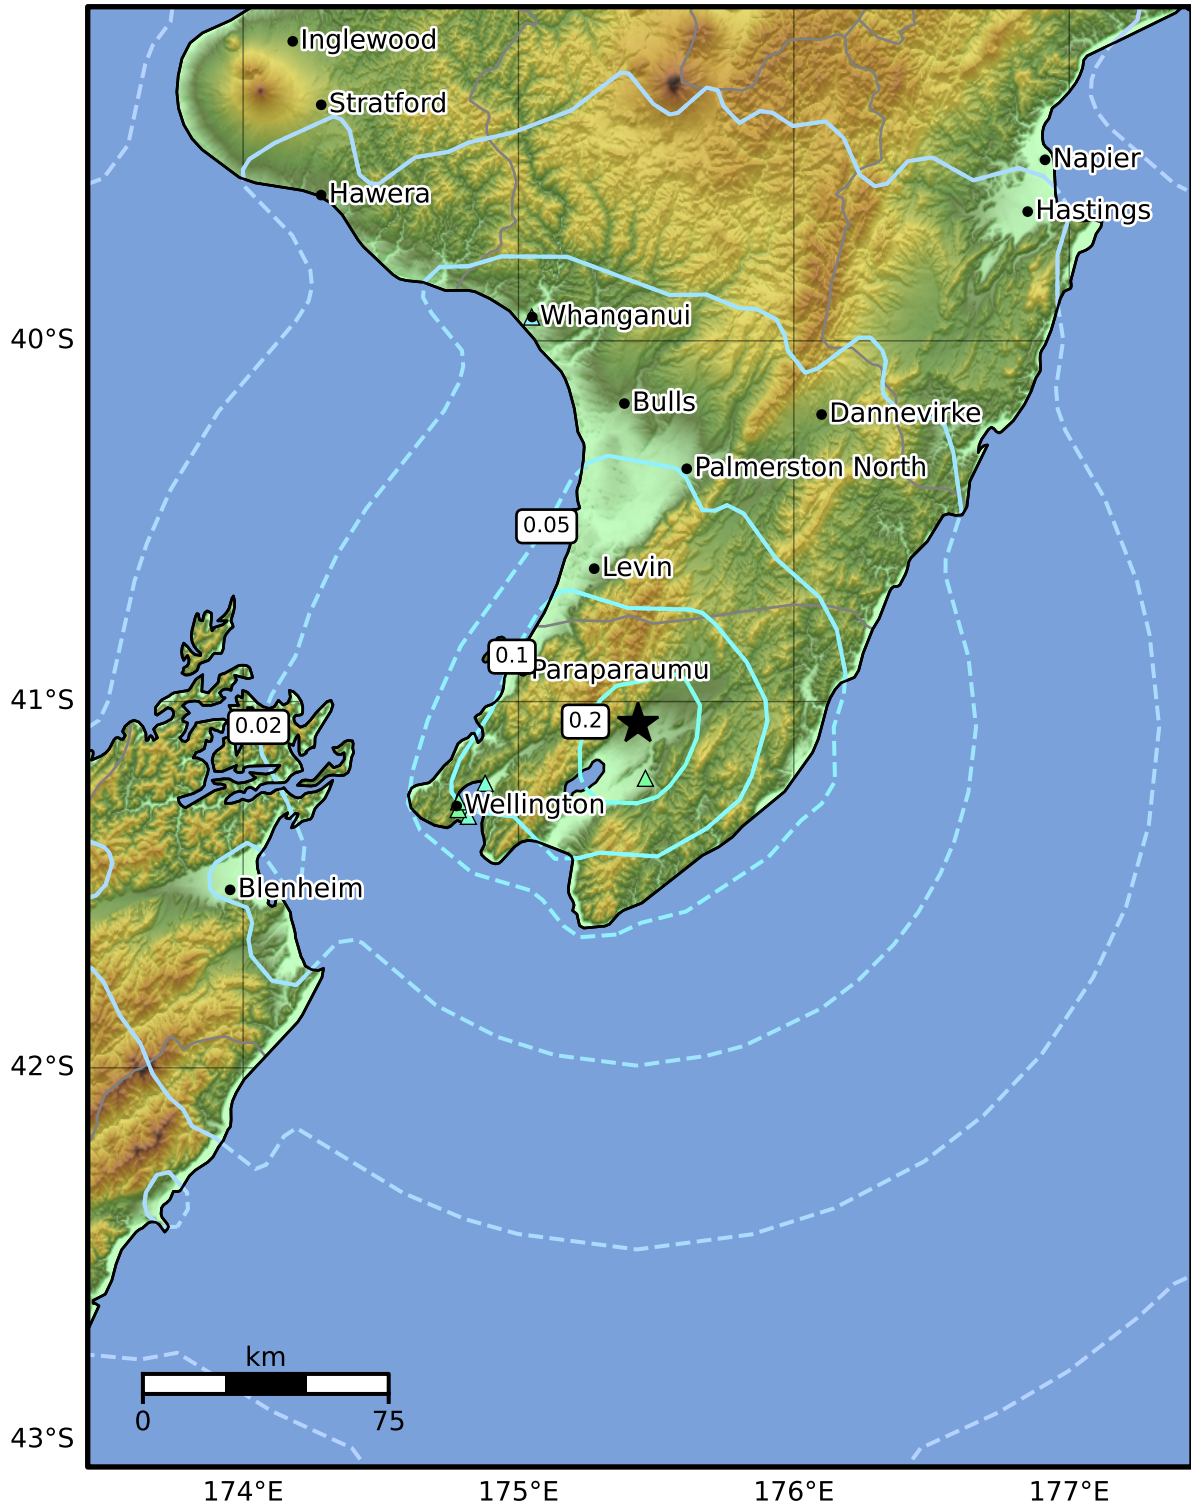 Inglewood
Stratford
Napier
Hawera
Hastings
Whanganui
40°S
Bulls
Dannevirke
Palmerston North
0.05
Levin
0.1
Paraparaumu
41°S
0.2
0.02
Wellington
Blenheim
42°S
km
0
75
43°S
174°E
175°E
176°E
177°E